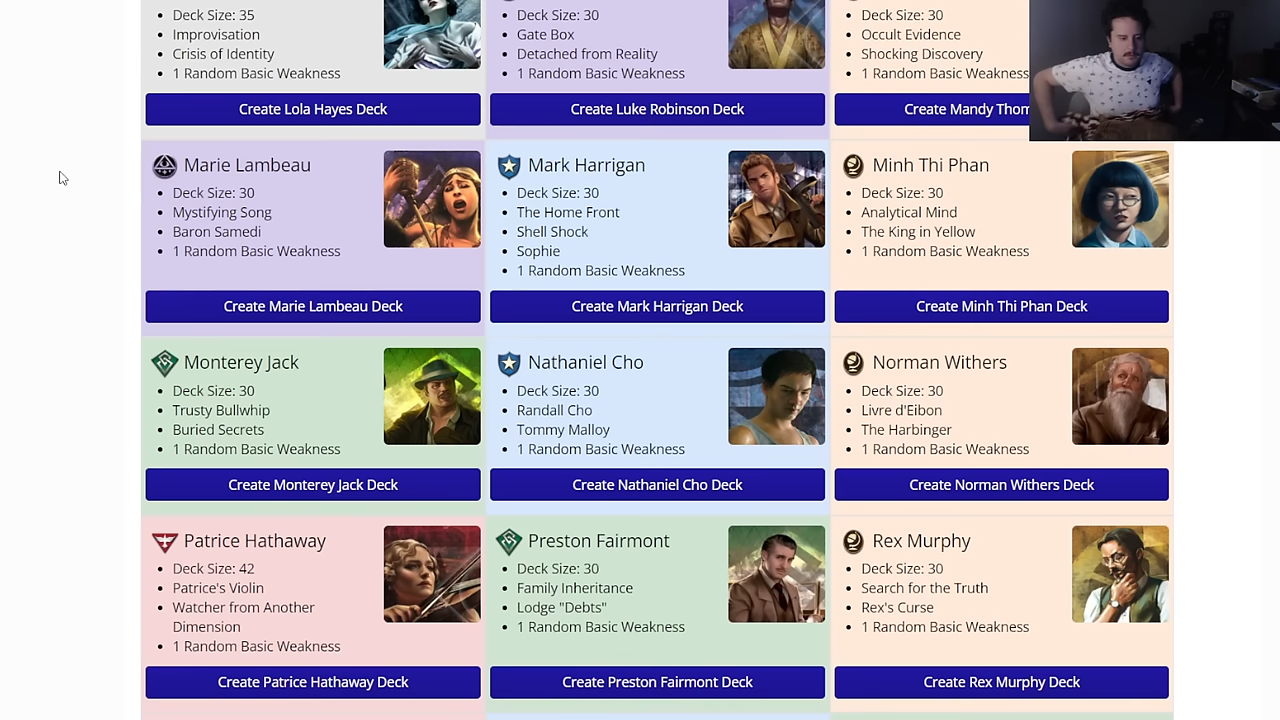 Deck Size: 35
Improvisation
Crisis of Identity
1 Random Basic Weakness
Create Lola Hayes Deck
Deck Size: 30
Gate Box
Detached from Reality
1 Random Basic Weakness
Create Luke Robinson Deck
Deck Size: 30
Occult Evidence
Shocking Discovery
1 Random Basic Weakness
Create Mandy Thom
Marie Lambeau
Deck Size: 30
Mystifying Song
Baron Samedi
1 Random Basic Weakness
Create Marie Lambeau Deck
Mark Harrigan
Deck Size: 30
The Home Front
Shell Shock
Sophie
1 Random Basic Weakness
Create Mark Harrigan Deck
Minh Thi Phan
Deck Size: 30
Analytical Mind
The King in Yellow
1 Random Basic Weakness
Create Minh Thi Phan Deck
Monterey Jack
Deck Size: 30
Trusty Bullwhip
Buried Secrets
1 Random Basic Weakness
Create Monterey Jack Deck
Nathaniel Cho
Deck Size: 30
Randall Cho
Tommy Malloy
1 Random Basic Weakness
Create Nathaniel Cho Deck
Norman Withers
Deck Size: 30
Livre d'Eibon
The Harbinger
1 Random Basic Weakness
Create Norman Withers Deck
Patrice Hathaway
Deck Size: 42
Patrice's Violin
Watcher from Another
Dimension
1 Random Basic Weakness
Create Patrice Hathaway Deck
Preston Fairmont
Deck Size: 30
Family Inheritance
Lodge "Debts"
1 Random Basic Weakness
Create Preston Fairmont Deck
Rex Murphy
Deck Size: 30
Search for the Truth
Rex's Curse
1 Random Basic Weakness
Create Rex Murphy Deck